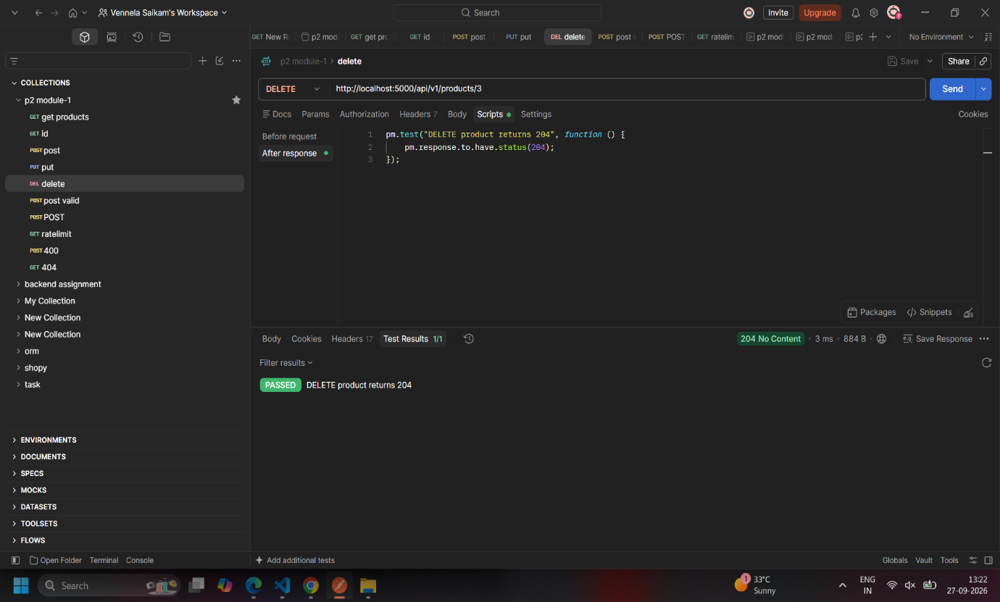 Vennela Saikam's Workspace
Search
Invite
Upgrade
GET New R
p2 mod
GET get pro
GET id
POST post
PUT put
DEL delete
POST post v
POST POST
GET ratelim
p2 mod
p2 mod
p2
No Environment
p2 module-1 > delete
Save
Share
COLLECTIONS
p2 module-1
GET get products
GET id
POST post
PUT put
DEL delete
POST post valid
POST POST
GET ratelimit
POST 400
GET 404
backend assignment
My Collection
New Collection
New Collection
orm
shopy
task
ENVIRONMENTS
DOCUMENTS
SPECS
MOCKS
DATASETS
TOOLSETS
FLOWS
DELETE
http://localhost:5000/api/v1/products/3
Send
Docs Params Authorization Headers 7 Body Scripts Settings
Cookies
Before request
After response
1 pm.test("DELETE product returns 204", function () {
2 pm.response.to.have.status(204);
3 });
Packages
</> Snippets
Body Cookies Headers 17 Test Results 1/1
204 No Content • 3 ms • 884 B
e.g. Save Response
Filter results
PASSED DELETE product returns 204
Open Folder Terminal Console
Add additional tests
Globals Vault Tools
Search
1
33°C
Sunny
ENG
IN
13:22
27-09-2026